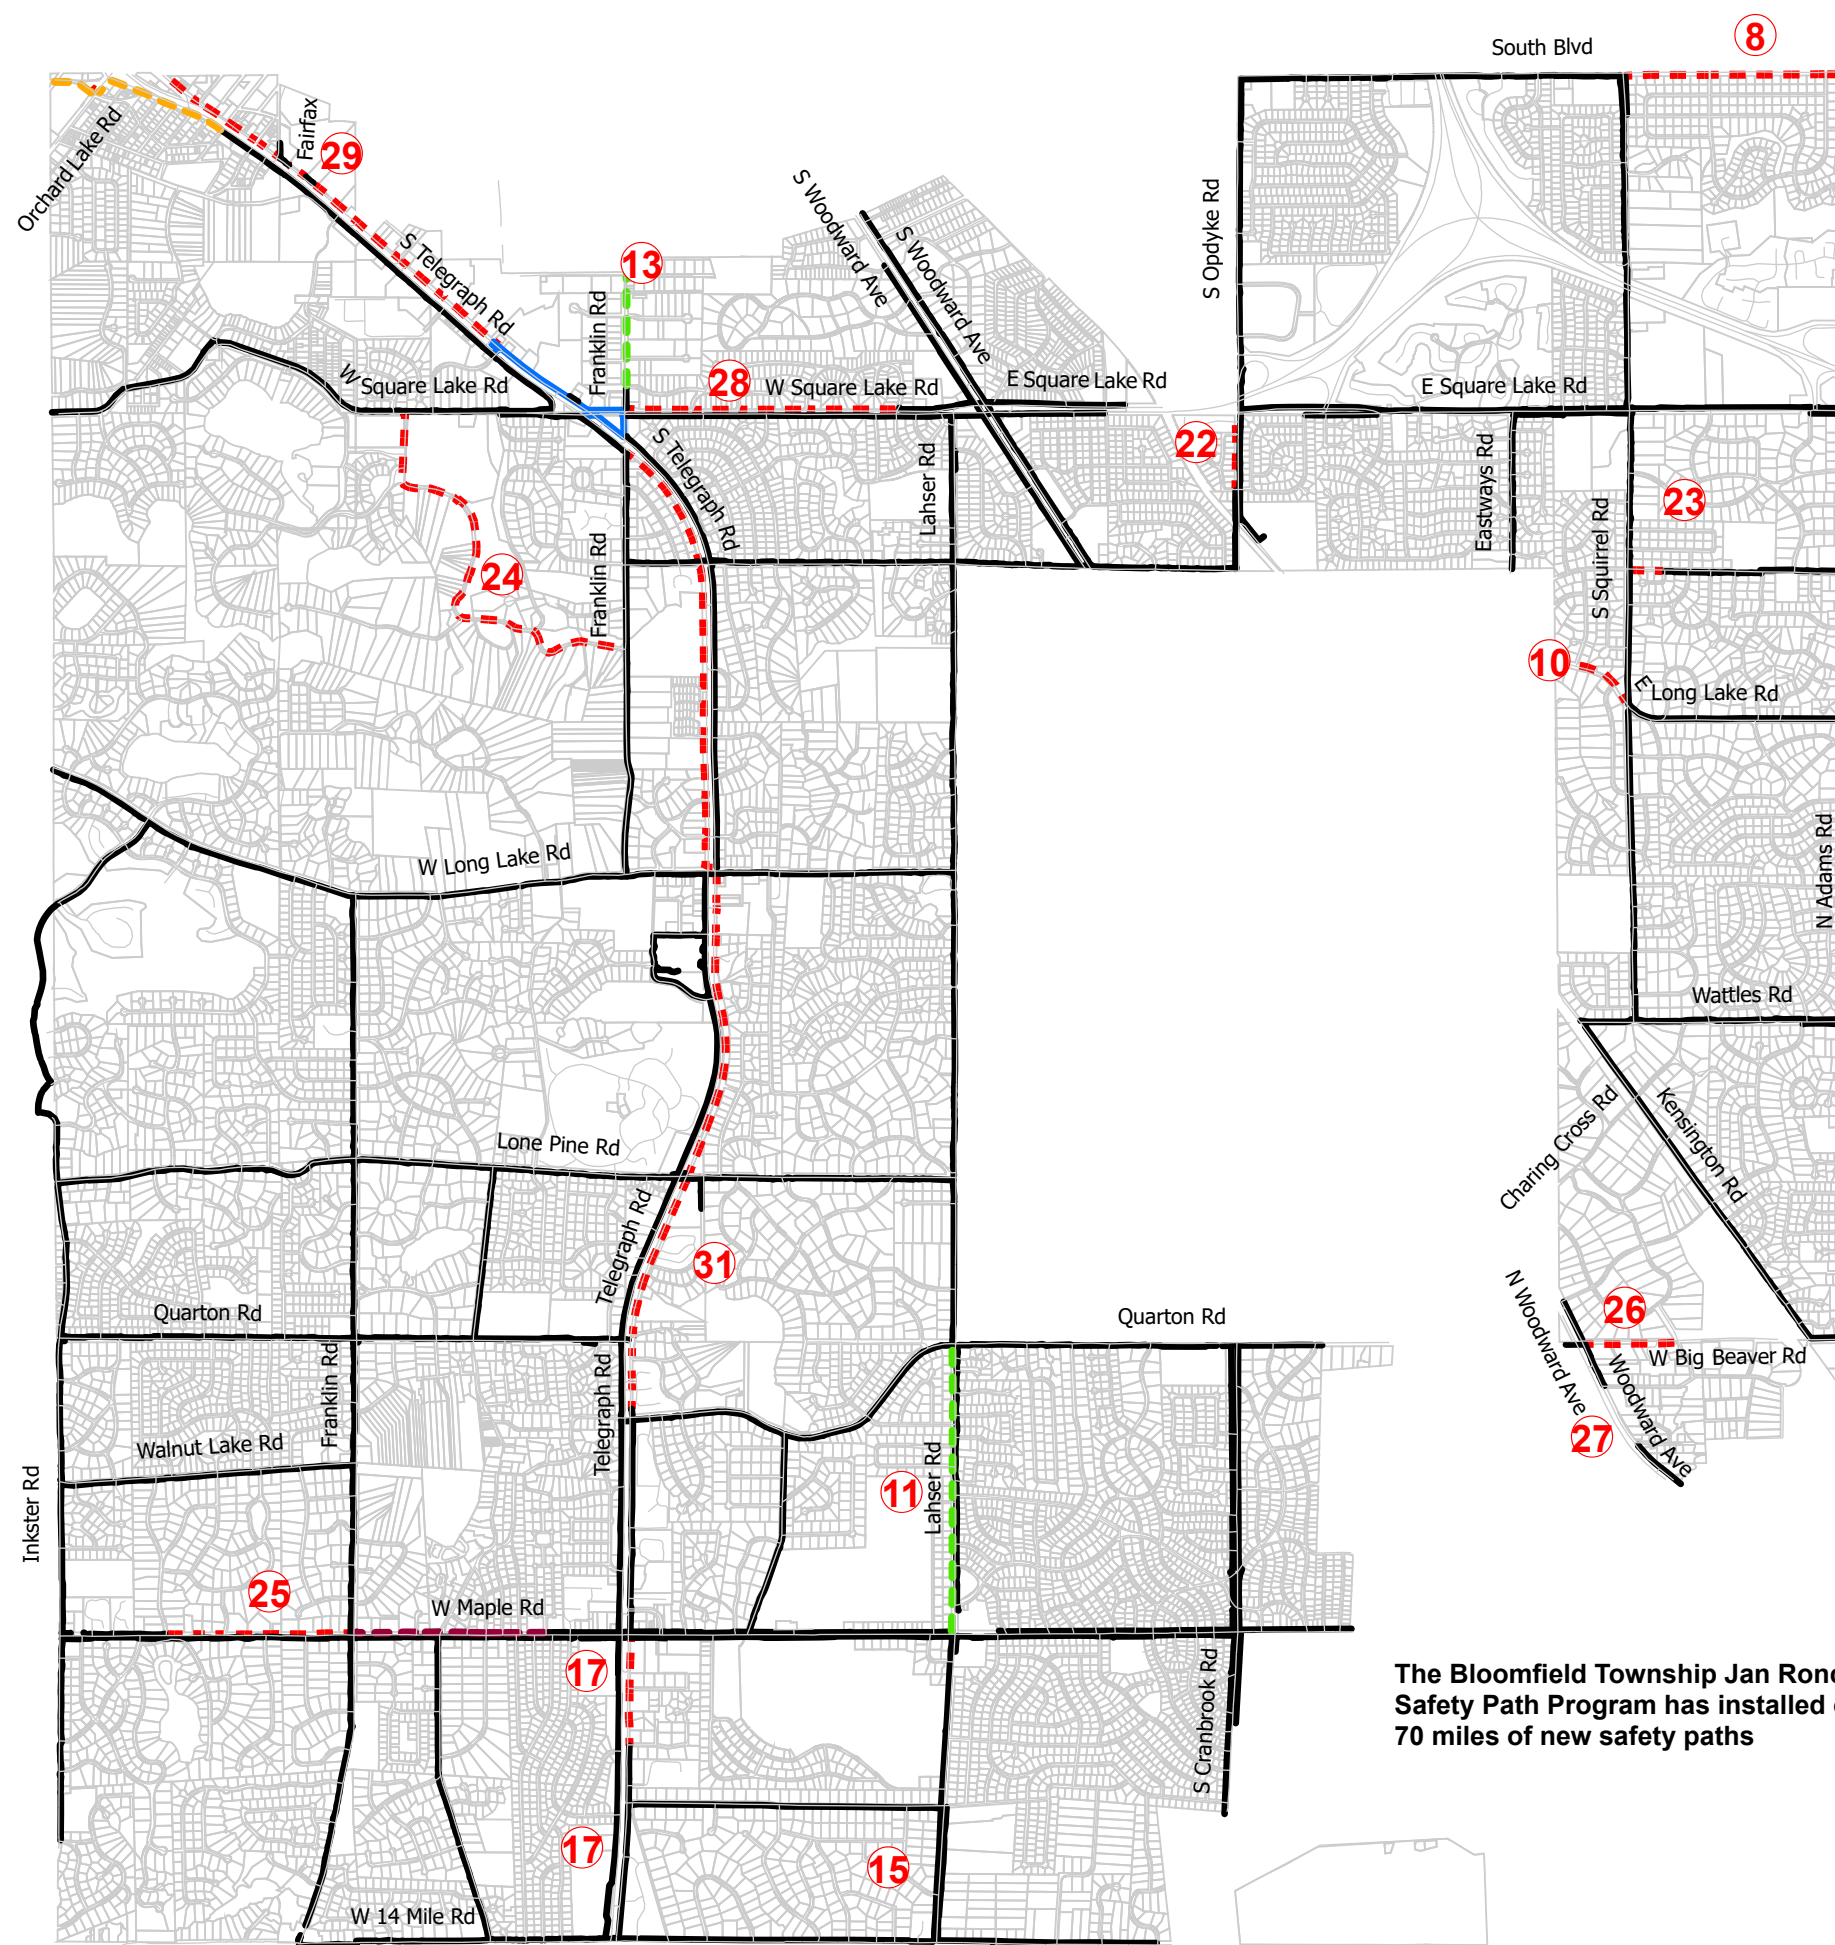 South Blvd
8
Orchard Lake Rd
Fairfax
29
S Telegraph Rd
13
Franklin Rd
S Woodward Ave
S Woodward Ave
S Opdyke Rd
W Square Lake Rd
28
W Square Lake Rd
E Square Lake Rd
E Square Lake Rd
22
S Telegraph Rd
Lahser Rd
Eastways Rd
23
S Squirrel Rd
24
Franklin Rd
10
E Long Lake Rd
W Long Lake Rd
N Adams Rd
Wattles Rd
Lone Pine Rd
Charing Cross Rd
Kensington Rd
Telegraph Rd
31
Quarton Rd
Quarton Rd
26
N Woodward Ave
W Big Beaver Rd
Woodward Ave
27
Franklin Rd
Telegraph Rd
Walnut Lake Rd
11
Lahser Rd
Inkster Rd
25
W Maple Rd
17
S Cranbrook Rd
The Bloomfield Township Jan
Safety Path Program has installed
70 miles of new safety paths
17
15
W 14 Mile Rd